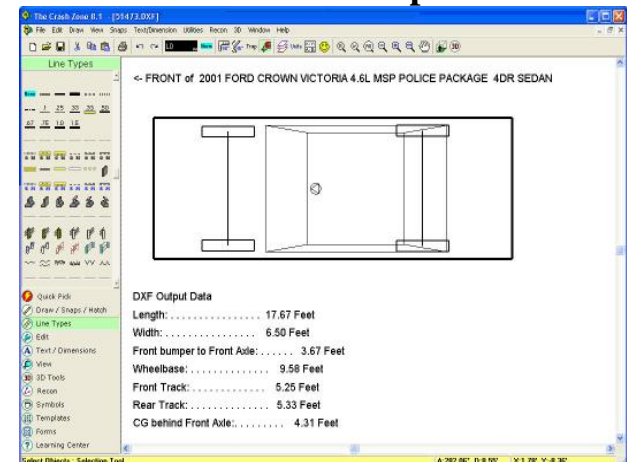 The Crash Zone 8.1 - [51473.DXF]
File Edit Draw View Snaps Text/Dimension Utilities Recon 3D Window Help
Line Types
<- FRONT of 2001 FORD CROWN VICTORIA 4.6L MSP POLICE PACKAGE 4DR SEDAN
DXF Output Data
Length: . . . . . . . . . . . . . . . . 17.67 Feet
Width: . . . . . . . . . . . . . . . . 6.50 Feet
Front bumper to Front Axle: . . . . . . 3.67 Feet
Wheelbase: . . . . . . . . . . . . . 9.58 Feet
Front Track: . . . . . . . . . . . . 5.25 Feet
Rear Track: . . . . . . . . . . . . . 5.33 Feet
CG behind Front Axle: . . . . . . . . 4.31 Feet
Quick Pick
Draw / Snaps / Hatch
Line Types
Edit
Text / Dimensions
View
3D Tools
Recon
Symbols
Templates
Forms
Learning Center
Select Objects: Selection Tool